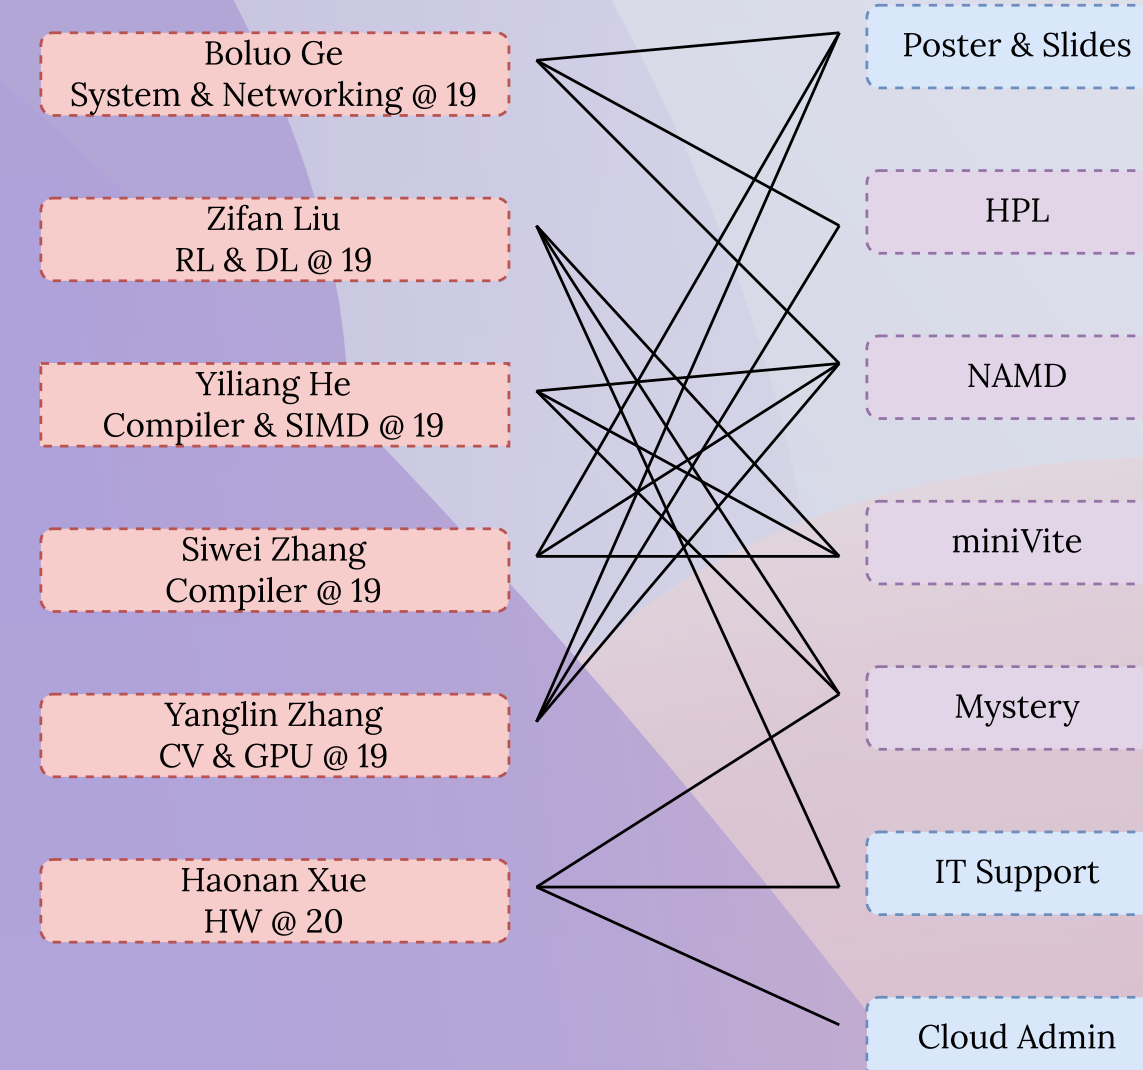 Boluo Ge
System & Networking @ 19
Zifan Liu
RL & DL @ 19
Yiliang He
Compiler & SIMD @ 19
Siwei Zhang
Compiler @ 19
Yanglin Zhang
CV & GPU @ 19
Haonan Xue
HW @ 20
Poster & Slides
HPL
NAMD
miniVite
Mystery
IT Support
Cloud Admin